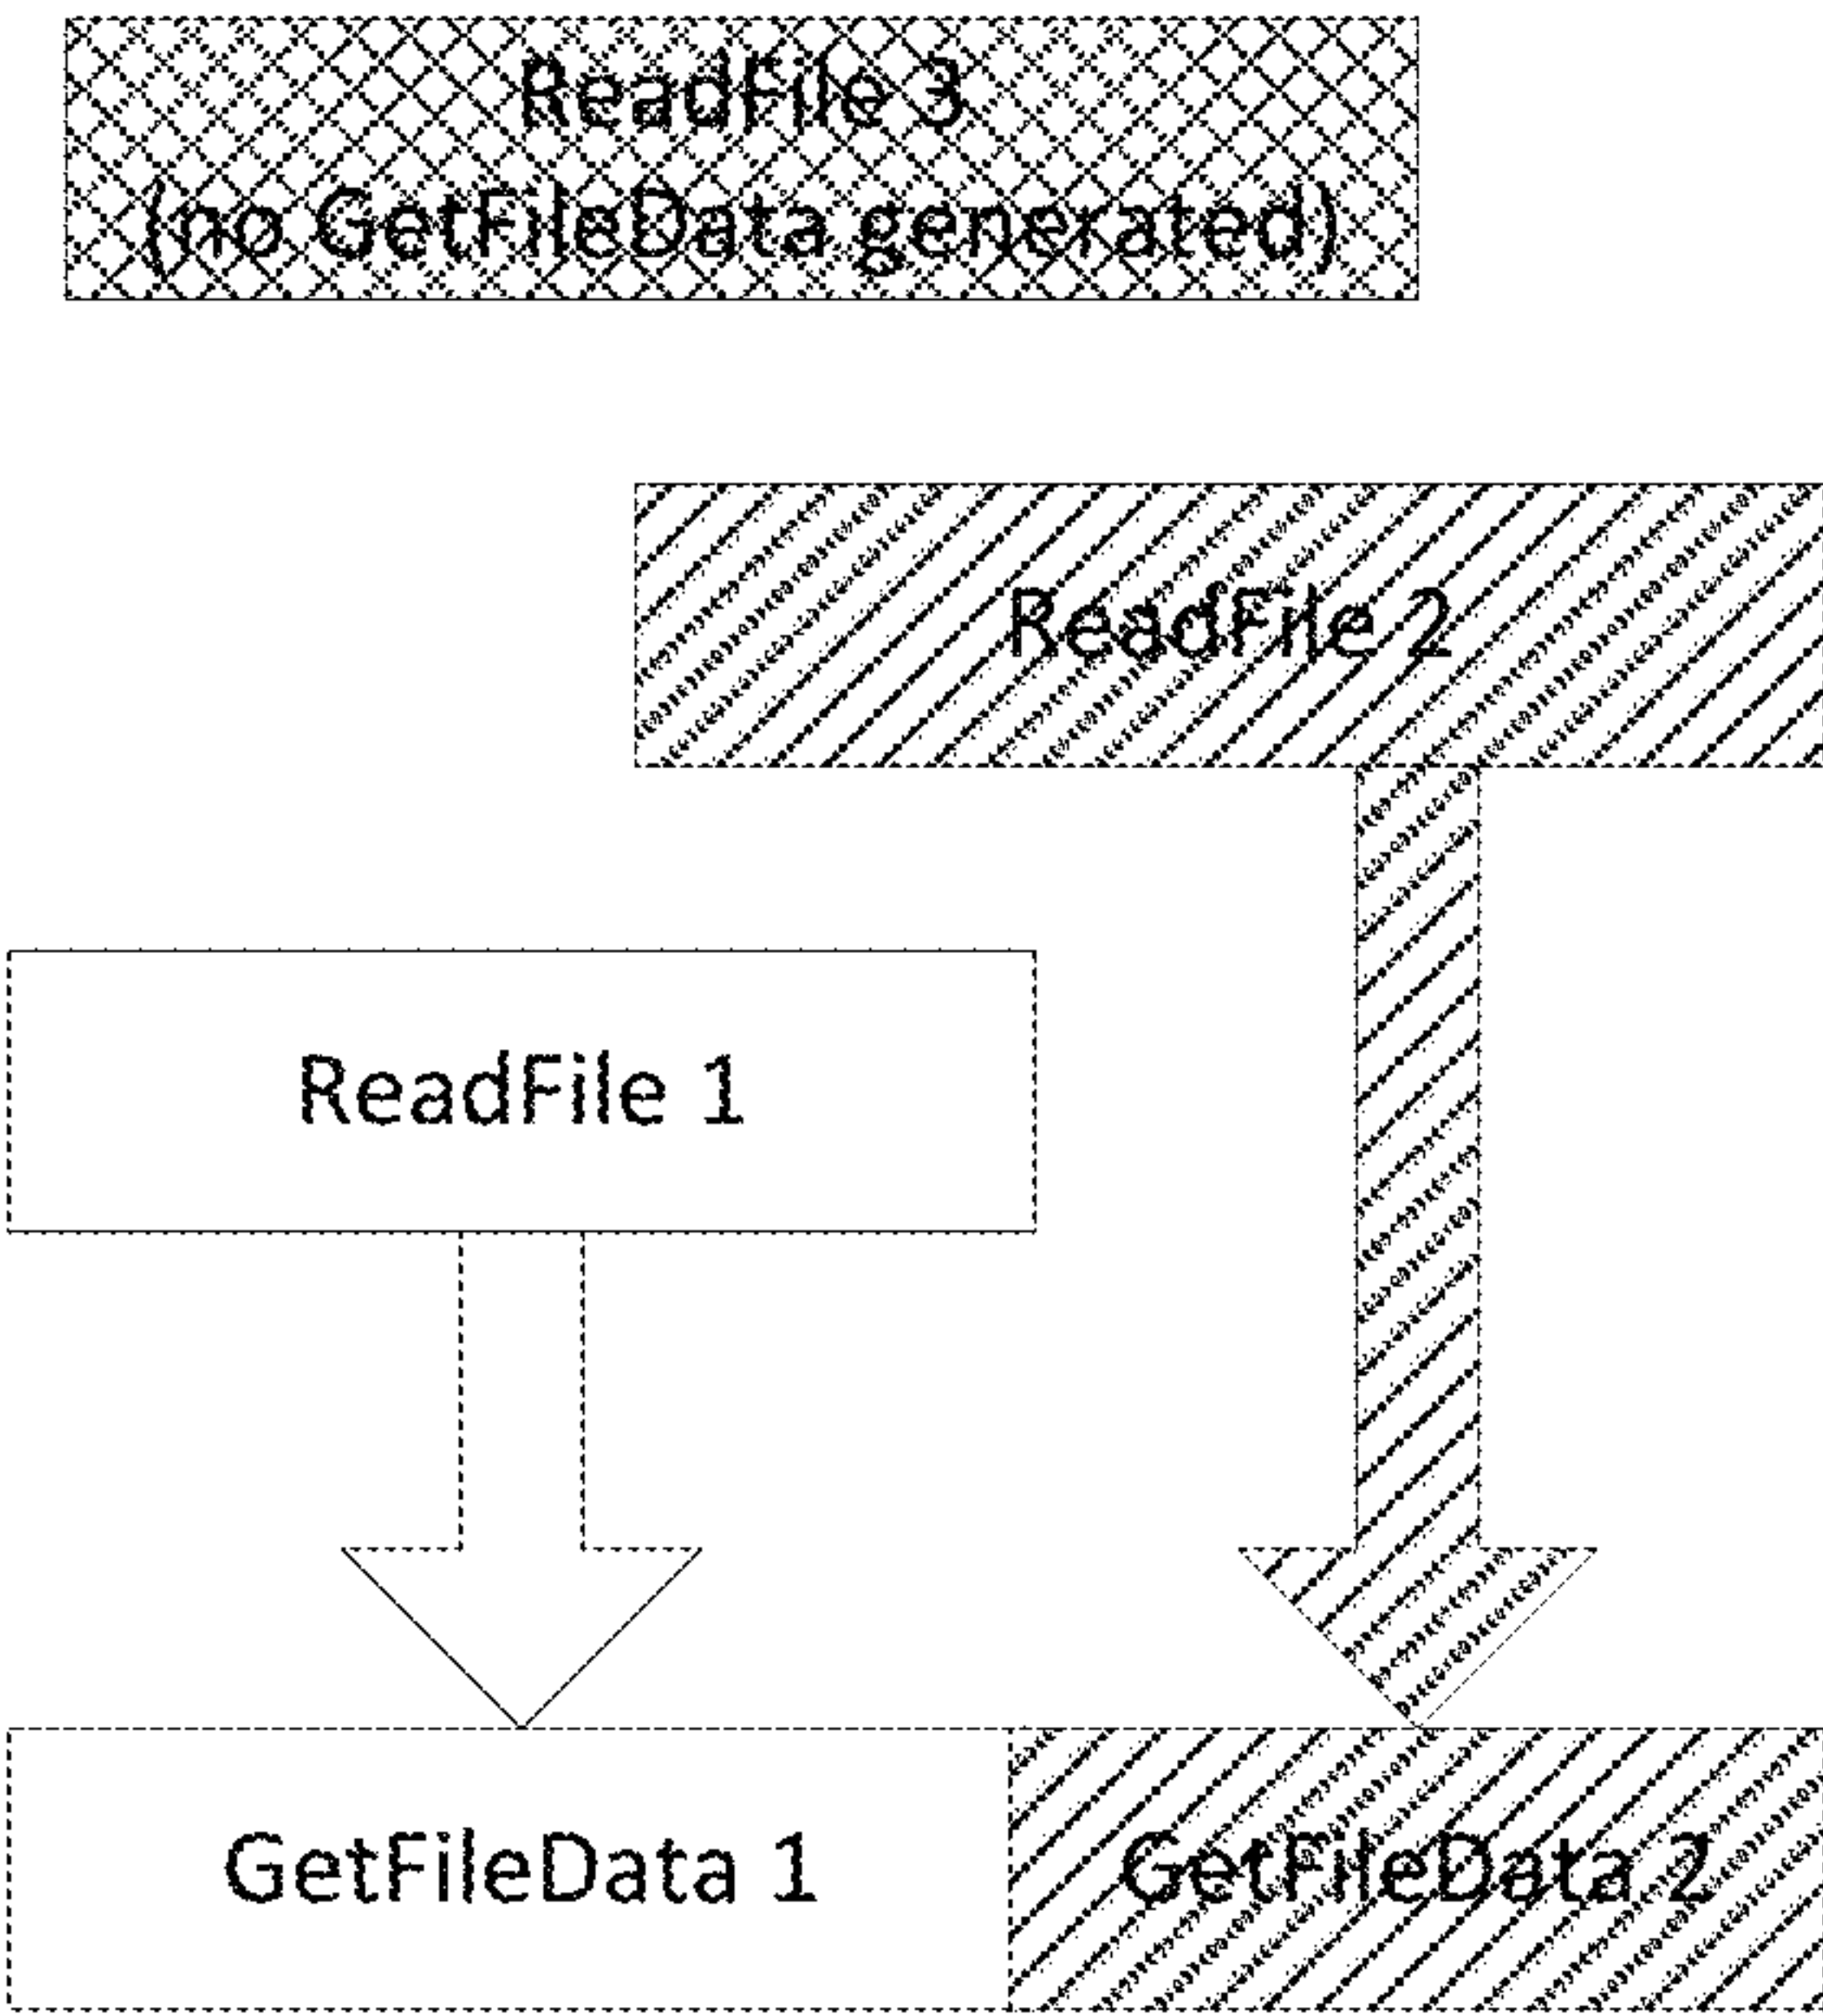 ReadFile 3
(no GetFileData generated)
ReadFile 2
ReadFile 1
GetFileData 1
GetFileData 2